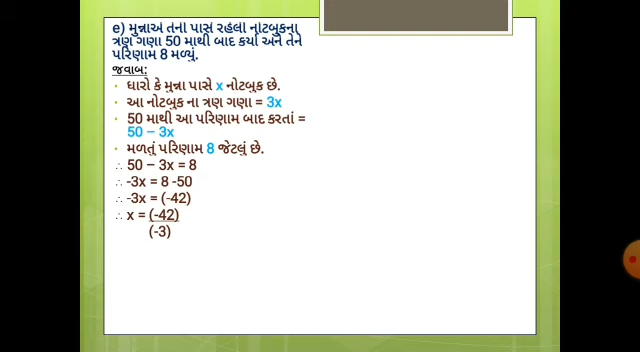 e) મુન્નાએ તેની પાસે રહેલી નોટબુકના
ત્રણ ગણા 50 માથી બાદ કર્યા અને તેને
પરિણામ 8 મળ્યું.
જવાબ:
• ધારો કે મુન્ના પાસે x નોટબુક છે.
• આ નોટબુક ના ત્રણ ગણા = 3x
• 50 માથી આ પરિણામ બાદ કરતાં =
50 – 3x
• મળતું પરિણામ 8 જેટલું છે.
∴ 50 – 3x = 8
∴ -3x = 8 -50
∴ -3x = (-42)
∴ x = (-42)
(-3)